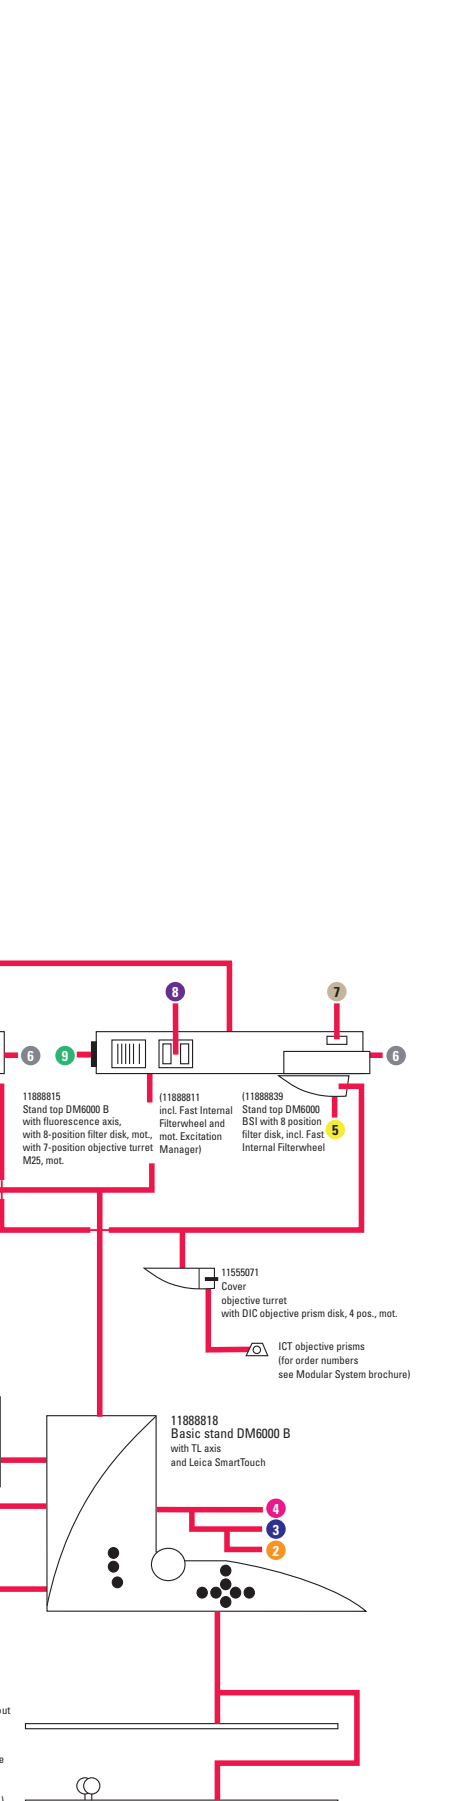 8
7
6
9
6
11888815
Stand top DM6000 B
with fluorescence axis,
with 8-position filter disk, mot.,
with 7-position objective turret
M25, mot.
(11888811
incl. Fast Internal
Filterwheel and
mot. Excitation
Manager)
(11888839
Stand top DM6000
BSI with 8 position
filter disk, incl. Fast
Internal Filterwheel
5
11555071
Cover
objective turret
with DIC objective prism disk, 4 pos., mot.
ICT objective prisms
(for order numbers
see Modular System brochure)
11888818
Basic stand DM6000 B
with TL axis
and Leica SmartTouch
4
3
2
out
e
)